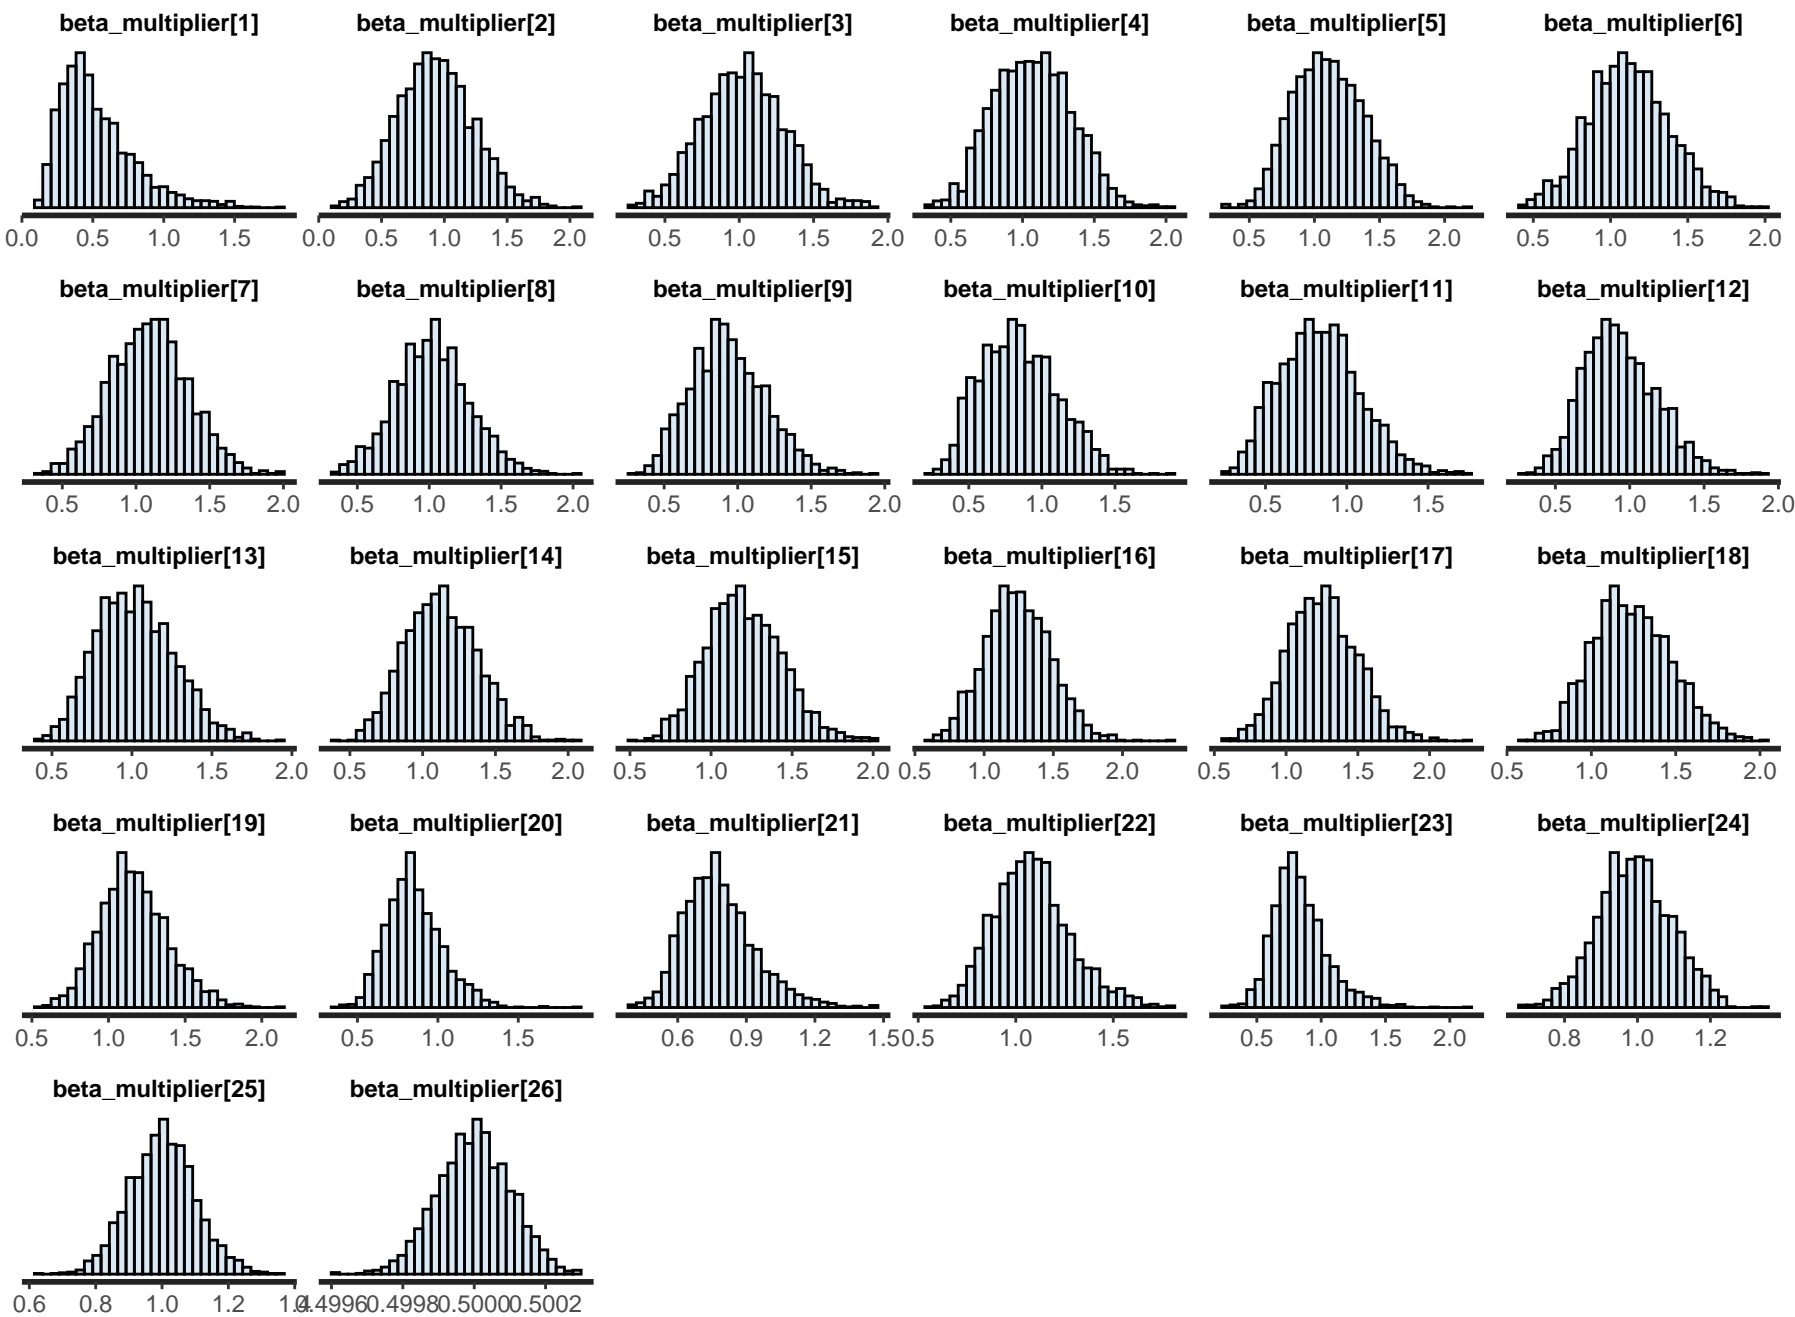 beta_multiplier[1] beta_multiplier[2] beta_multiplier[3] beta_multiplier[4] beta_multiplier[5] beta_multiplier[6]
0.0 0.5 1.0 1.5 0.0 0.5 1.0 1.5 2.0 0.5 1.0 1.5 2.0 0.5 1.0 1.5 2.0 0.5 1.0 1.5 2.0 0.5 1.0 1.5 2.0
beta_multiplier[7] beta_multiplier[8] beta_multiplier[9] beta_multiplier[10] beta_multiplier[11] beta_multiplier[12]
0.5 1.0 1.5 2.0 0.5 1.0 1.5 2.0 0.5 1.0 1.5 2.0 0.5 1.0 1.5 0.5 1.0 1.5 0.5 1.0 1.5 2.0
beta_multiplier[13] beta_multiplier[14] beta_multiplier[15] beta_multiplier[16] beta_multiplier[17] beta_multiplier[18]
0.5 1.0 1.5 2.0 0.5 1.0 1.5 2.0 0.5 1.0 1.5 2.0 0.5 1.0 1.5 2.0 0.5 1.0 1.5 2.0 0.5 1.0 1.5 2.0
beta_multiplier[19] beta_multiplier[20] beta_multiplier[21] beta_multiplier[22] beta_multiplier[23] beta_multiplier[24]
0.5 1.0 1.5 2.0 0.5 1.0 1.5 0.6 0.9 1.2 1.5 0.5 1.0 1.5 0.5 1.0 1.5 2.0 0.8 1.0 1.2
beta_multiplier[25] beta_multiplier[26]
0.6 0.8 1.0 1.2 1.4 0.4996 0.4998 0.5000 0.5002